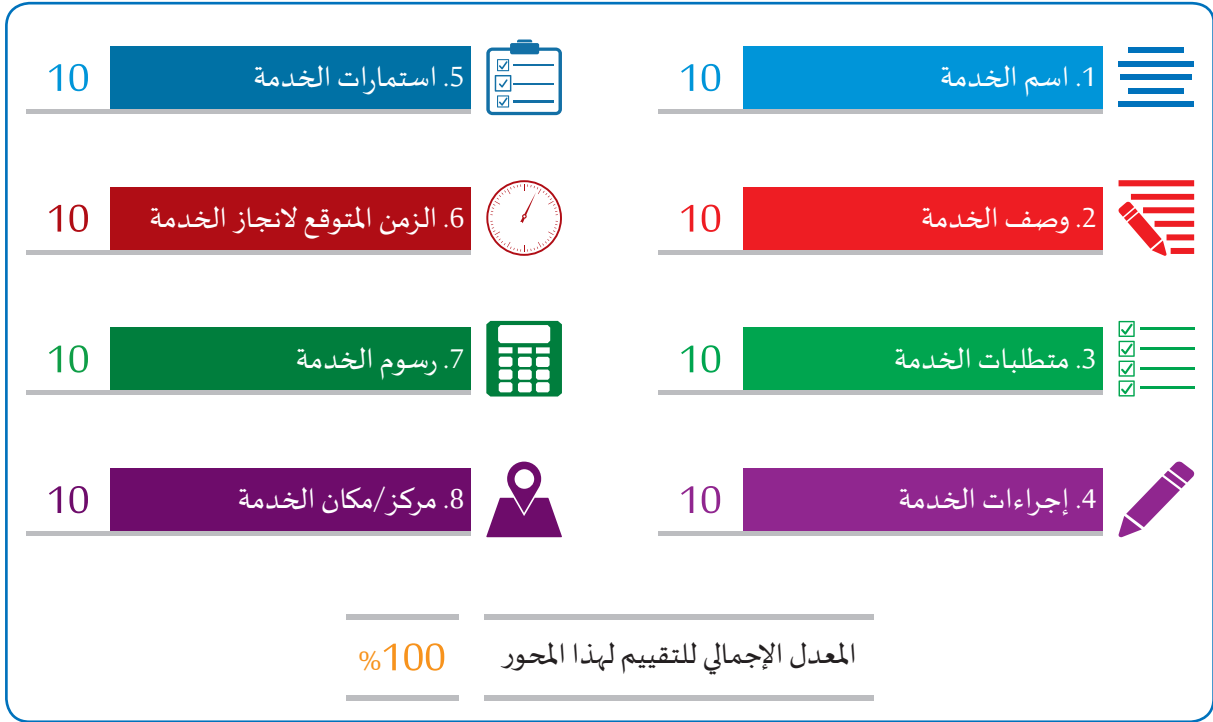 1. اسم الخدمة 10
2. وصف الخدمة 10
3. متطلبات الخدمة 10
4. إجراءات الخدمة 10
5. استمارات الخدمة 10
6. الزمن المتوقع لانجاز الخدمة 10
7. رسوم الخدمة 10
8. مركز/مكان الخدمة 10
المعدل الإجمالي للتقييم لهذا المحور %100